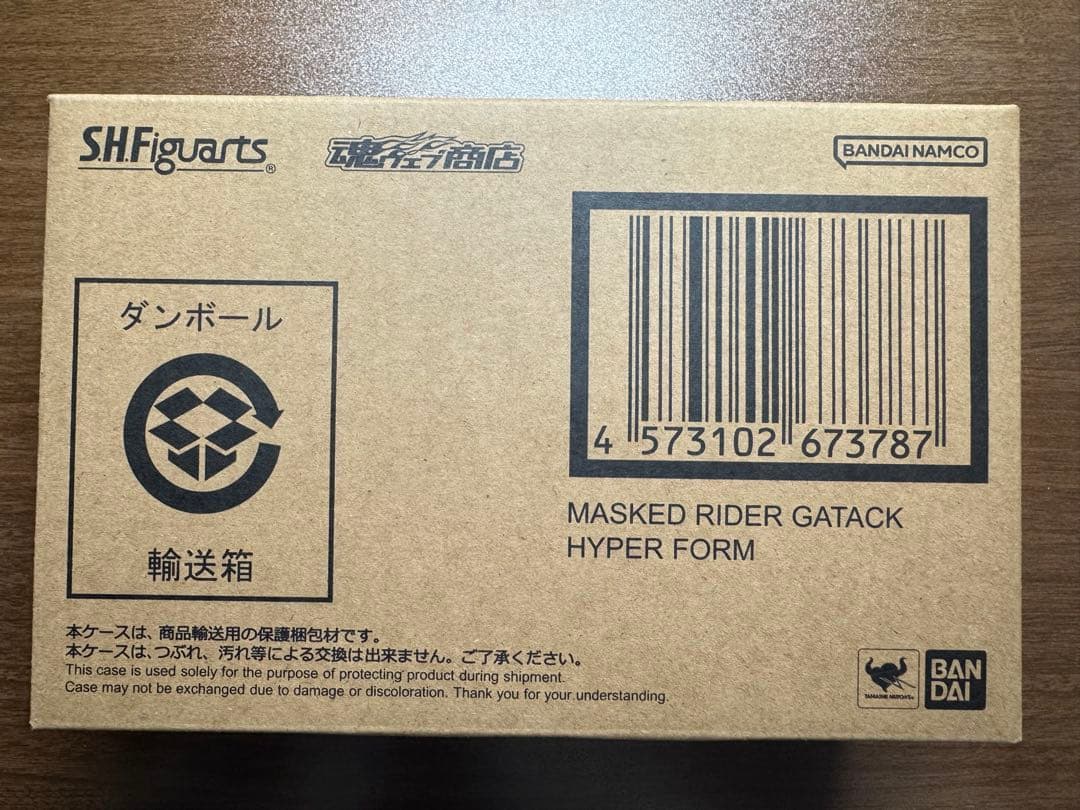 S.H.Figuarts®
魂ウェブ商店
BANDAI NAMCO
ダンボール
輸送箱
4 573102 673787
MASKED RIDER GATACK
HYPER FORM
本ケースは、商品輸送用の保護梱包材です。
本ケースは、つぶれ、汚れ等による交換は出来ません。ご了承ください。
This case is used solely for the purpose of protecting product during shipment.
Case may not be exchanged due to damage or discoloration. Thank you for your understanding.
TAMASHII NATIONS
BAN
DAI